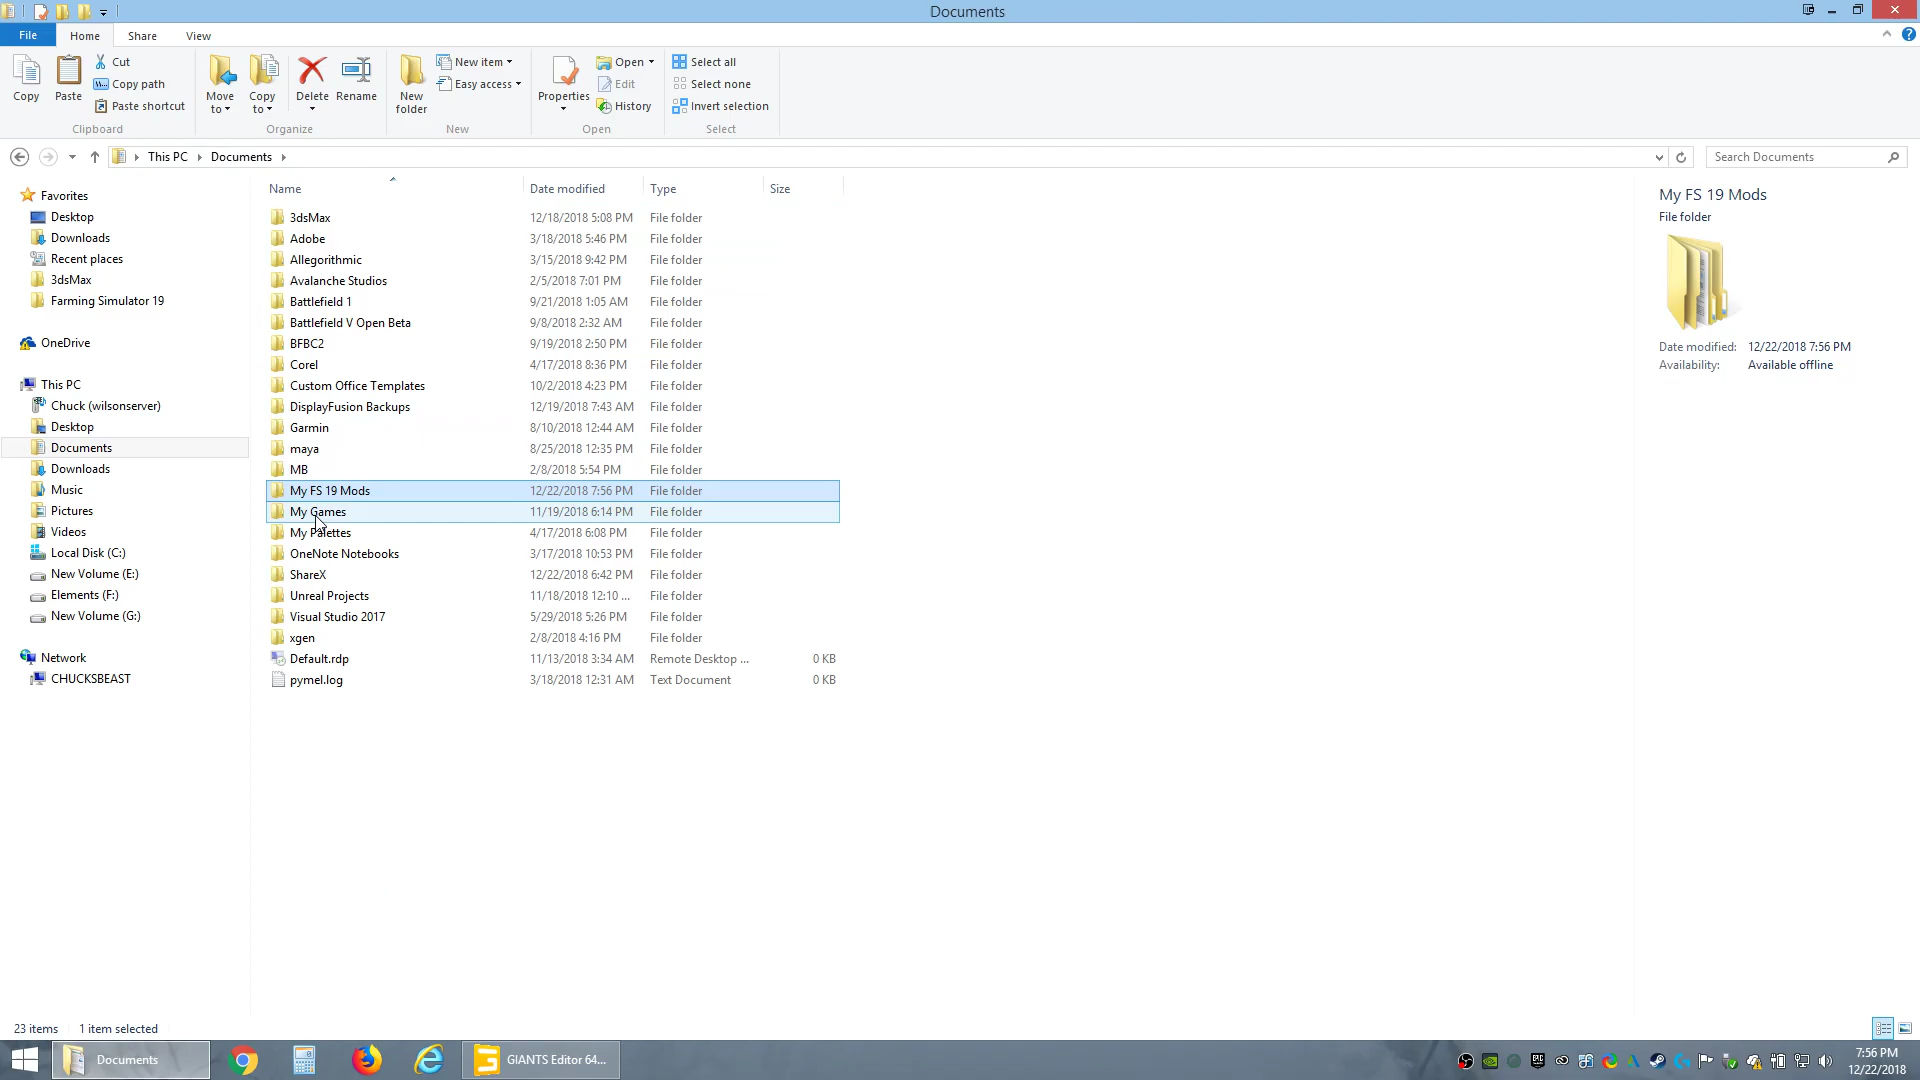 Documents
File Home Share View
Copy
Paste
Cut
Copy path
Paste shortcut
Clipboard
Move to
Copy to
Delete
Rename
Organize
New folder
New item
Easy access
New
Properties
Open
Edit
History
Open
Select all
Select none
Invert selection
Select
This PC Documents
Search Documents
Favorites
Desktop
Downloads
Recent places
3dsMax
Farming Simulator 19
OneDrive
This PC
Chuck (wilsonserver)
Desktop
Documents
Downloads
Music
Pictures
Videos
Local Disk (C:)
New Volume (E:)
Elements (F:)
New Volume (G:)
Network
CHUCKSBEAST
Name Date modified Type Size
3dsMax 12/18/2018 5:08 PM File folder
Adobe 3/18/2018 5:46 PM File folder
Allegorithmic 3/15/2018 9:42 PM File folder
Avalanche Studios 2/5/2018 7:01 PM File folder
Battlefield 1 9/21/2018 1:05 AM File folder
Battlefield V Open Beta 9/8/2018 2:32 AM File folder
BFBC2 9/19/2018 2:50 PM File folder
Corel 4/17/2018 8:36 PM File folder
Custom Office Templates 10/2/2018 4:23 PM File folder
DisplayFusion Backups 12/19/2018 7:43 AM File folder
Garmin 8/10/2018 12:44 AM File folder
maya 8/25/2018 12:35 PM File folder
MB 2/8/2018 5:54 PM File folder
My FS 19 Mods 12/22/2018 7:56 PM File folder
My Games 11/19/2018 6:14 PM File folder
My Palettes 4/17/2018 6:08 PM File folder
OneNote Notebooks 3/17/2018 10:53 PM File folder
ShareX 12/22/2018 6:42 PM File folder
Unreal Projects 11/18/2018 12:10 ... File folder
Visual Studio 2017 5/29/2018 5:26 PM File folder
xgen 2/8/2018 4:16 PM File folder
Default.rdp 11/13/2018 3:34 AM Remote Desktop ... 0 KB
pymel.log 3/18/2018 12:31 AM Text Document 0 KB
My FS 19 Mods
File folder
Date modified: 12/22/2018 7:56 PM
Availability: Available offline
23 items 1 item selected
Documents
GIANTS Editor 64...
7:56 PM
12/22/2018